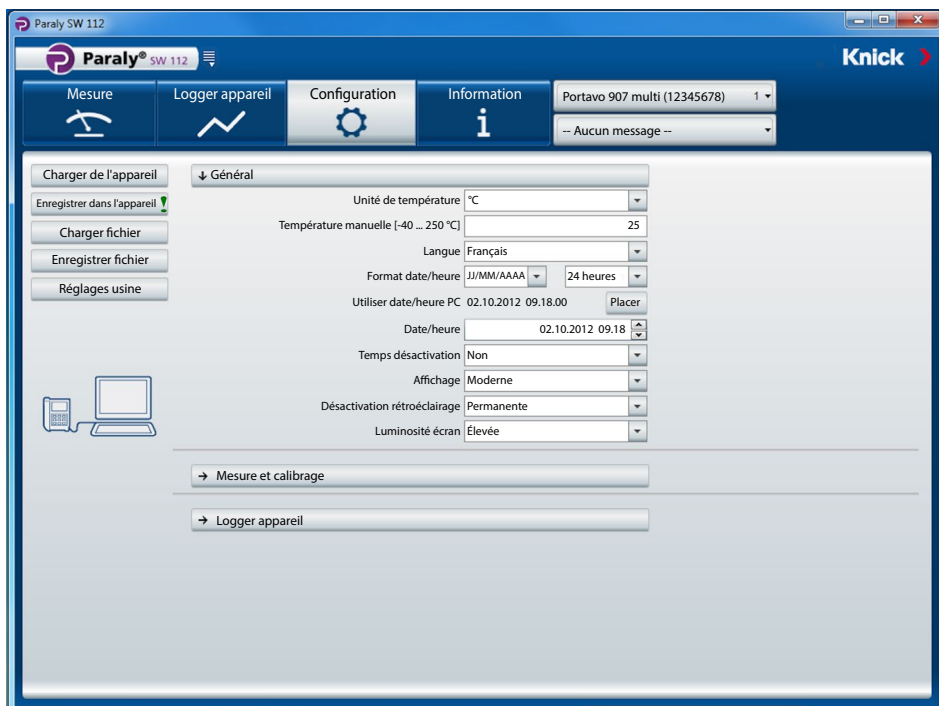 Paraly SW 112
Paraly® SW 112
Knick
Mesure
Logger appareil
Configuration
Information
Portavo 907 multi (12345678) 1
-- Aucun message --
Charger de l'appareil
Enregistrer dans l'appareil !
Charger fichier
Enregistrer fichier
Réglages usine
↓ Général
Unité de température °C
Température manuelle [-40 ... 250 °C] 25
Langue Français
Format date/heure JJ/MM/AAAA 24 heures
Utiliser date/heure PC 02.10.2012 09.18.00 Placer
Date/heure 02.10.2012 09.18
Temps désactivation Non
Affichage Moderne
Désactivation rétroéclairage Permanente
Luminosité écran Élevée
→ Mesure et calibrage
→ Logger appareil